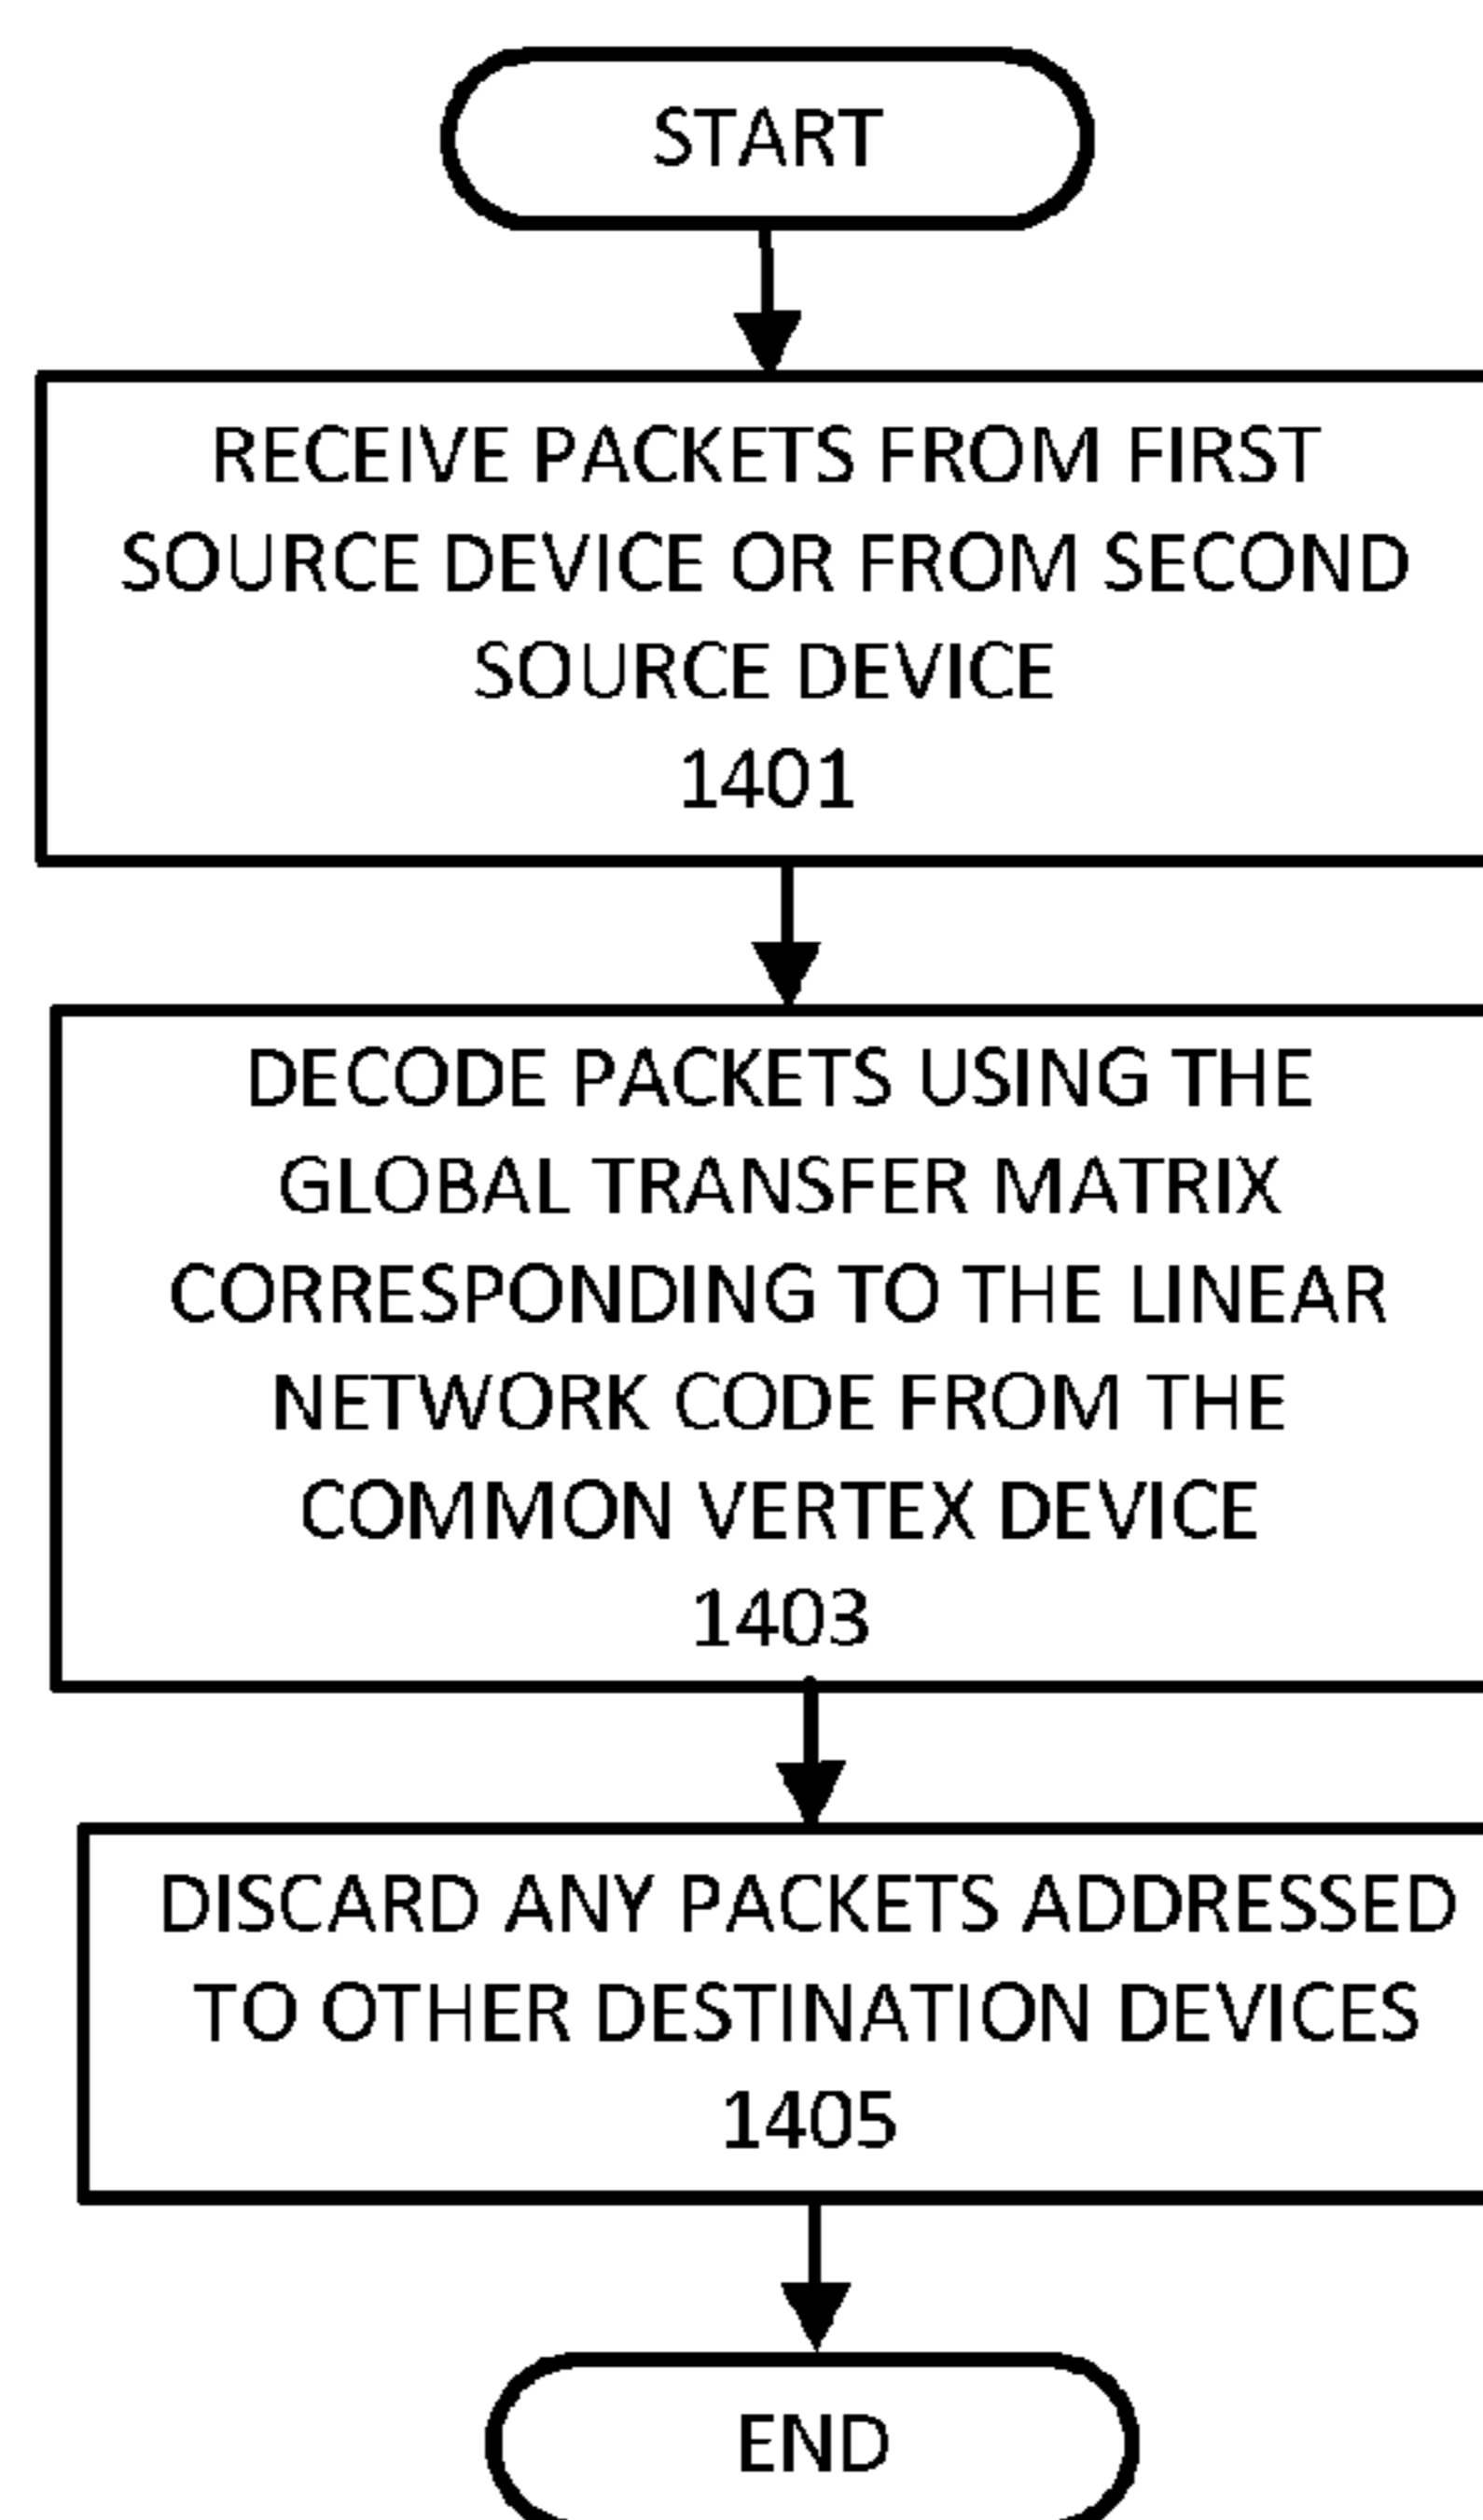 START
RECEIVE PACKETS FROM FIRST
SOURCE DEVICE OR FROM SECOND
SOURCE DEVICE
1401
DECODE PACKETS USING THE
GLOBAL TRANSFER MATRIX
CORRESPONDING TO THE LINEAR
NETWORK CODE FROM THE
COMMON VERTEX DEVICE
1403
DISCARD ANY PACKETS ADDRESSED
TO OTHER DESTINATION DEVICES
1405
END